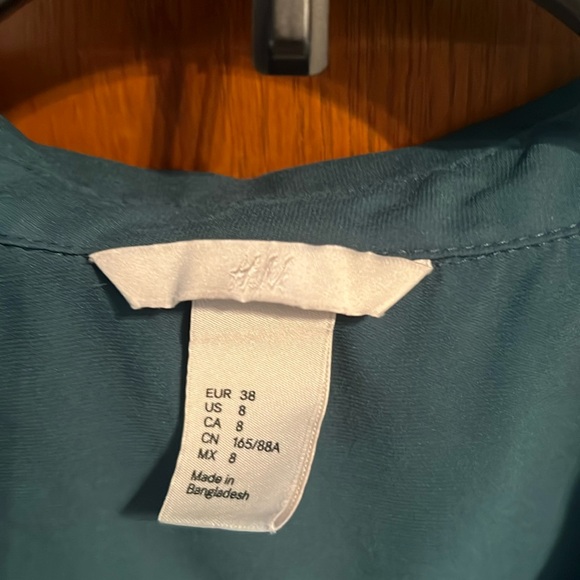 H&M
EUR 38
US 8
CA 8
CN 165/88A
MX 8
Made in
Bangladesh